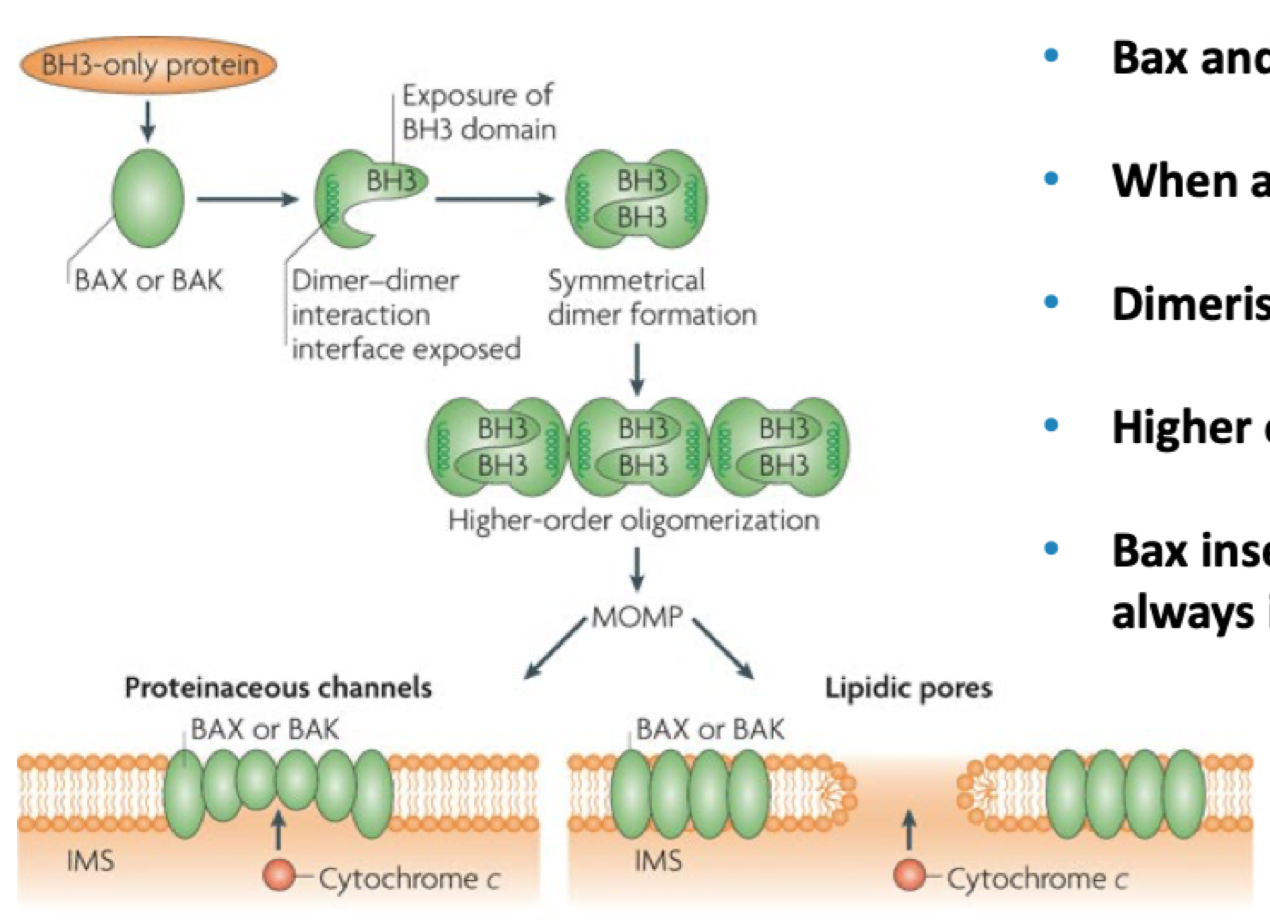 BH3-only protein
Exposure of
BH3 domain
BH3
BH3
BH3
BAX or BAK
Dimer–dimer
interaction
interface exposed
Symmetrical
dimer formation
BH3 BH3 BH3
BH3 BH3 BH3
Higher-order oligomerization
MOMP
Proteinaceous channels
BAX or BAK
IMS
Cytochrome c
Lipidic pores
BAX or BAK
IMS
Cytochrome c
• Bax and
• When a
• Dimeris
• Higher
• Bax inse
always